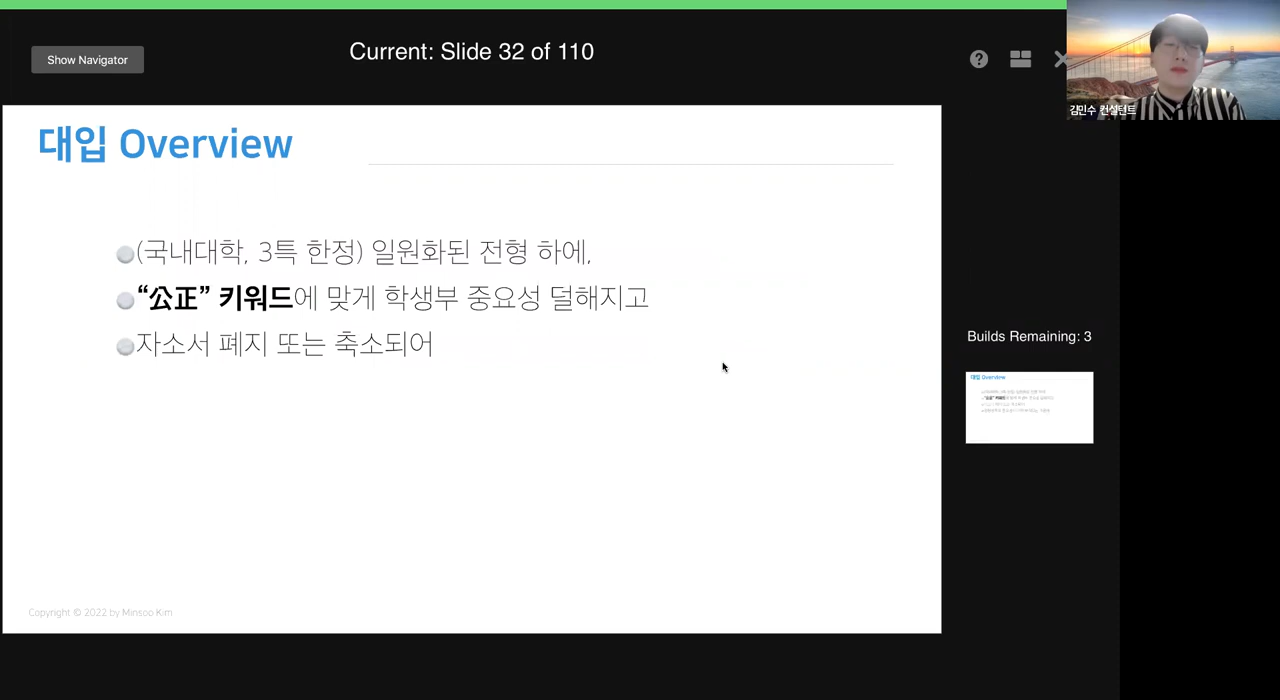 Show Navigator
Current: Slide 32 of 110
김민수 컨설턴트
대입 Overview
(국내대학, 3특 한정) 일원화된 전형 하에,
“公正” 키워드에 맞게 학생부 중요성 덜해지고
자소서 폐지 또는 축소되어
Builds Remaining: 3
대입 Overview
Copyright © 2022 by Minsoo Kim